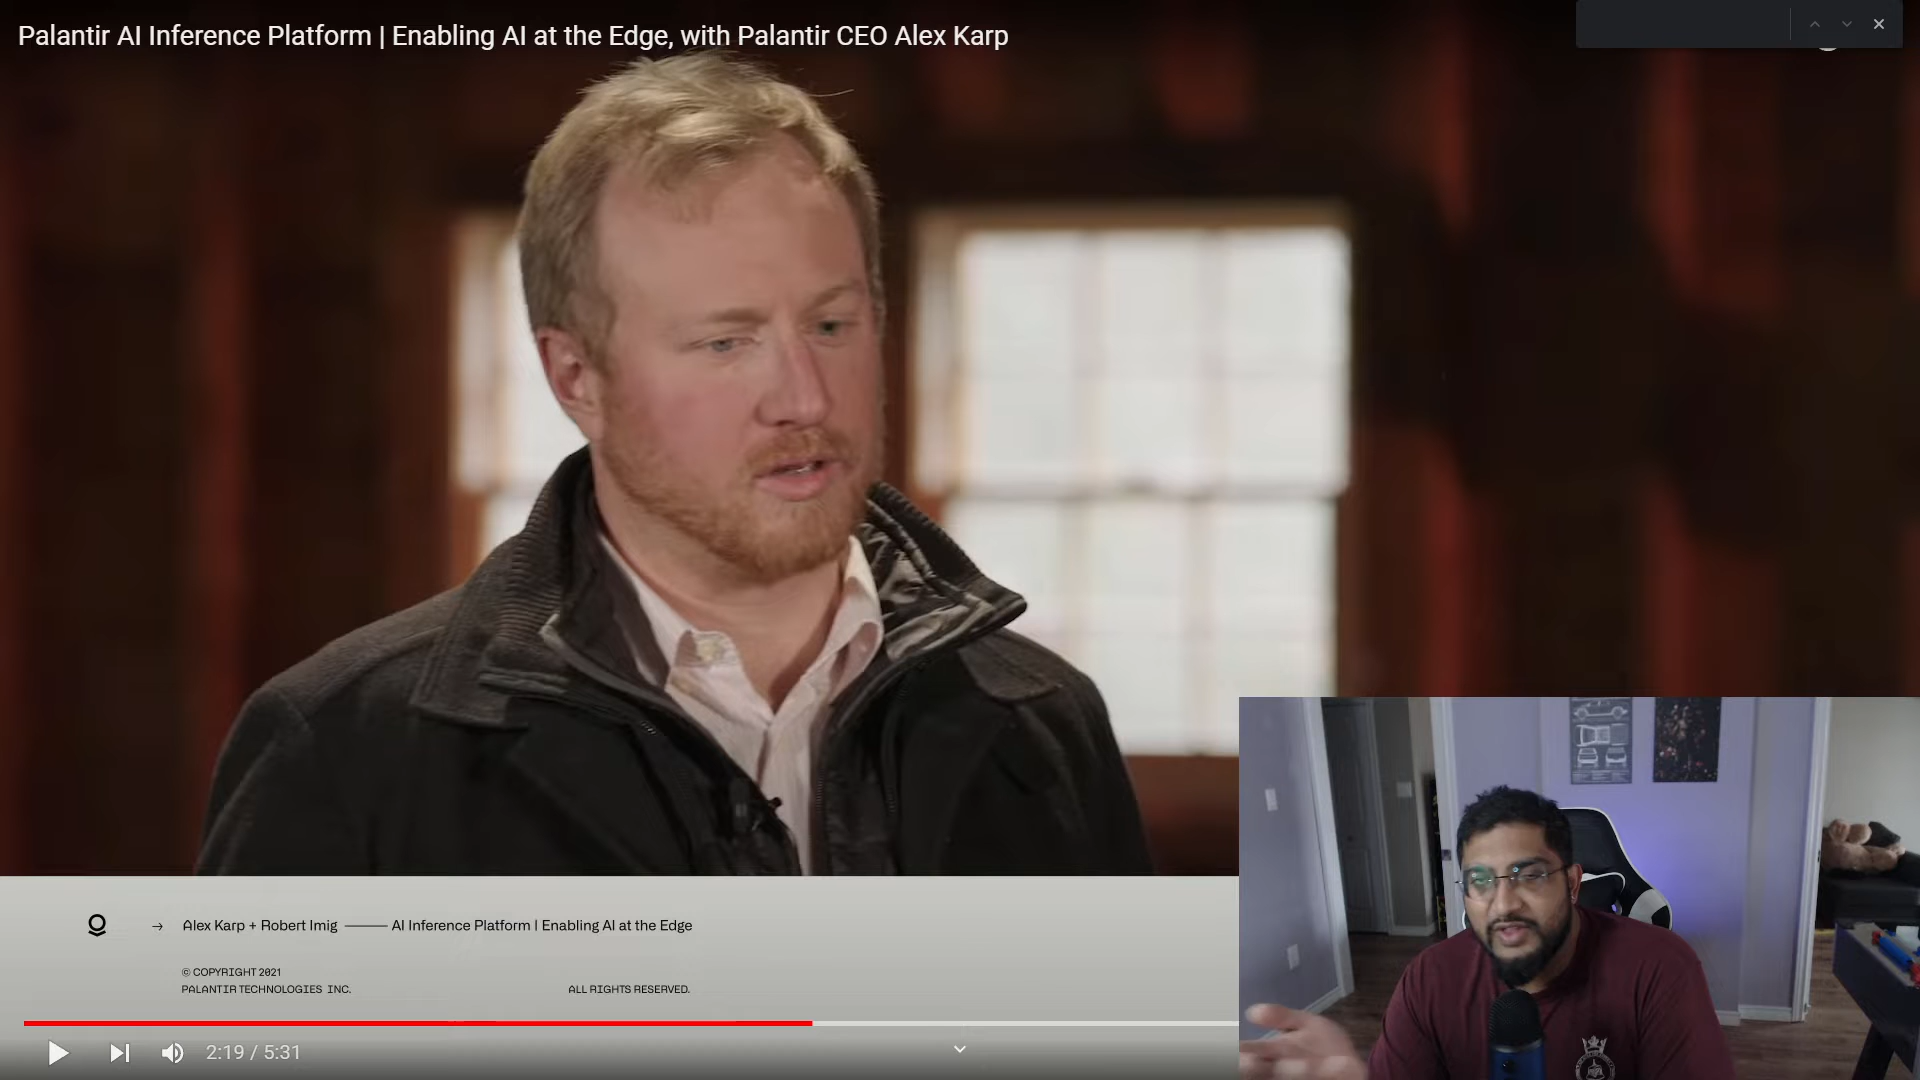 Palantir AI Inference Platform | Enabling AI at the Edge, with Palantir CEO Alex Karp
→ Alex Karp + Robert Imig ——— AI Inference Platform | Enabling AI at the Edge
© COPYRIGHT 2021
PALANTIR TECHNOLOGIES INC. ALL RIGHTS RESERVED.
2:19 / 5:31